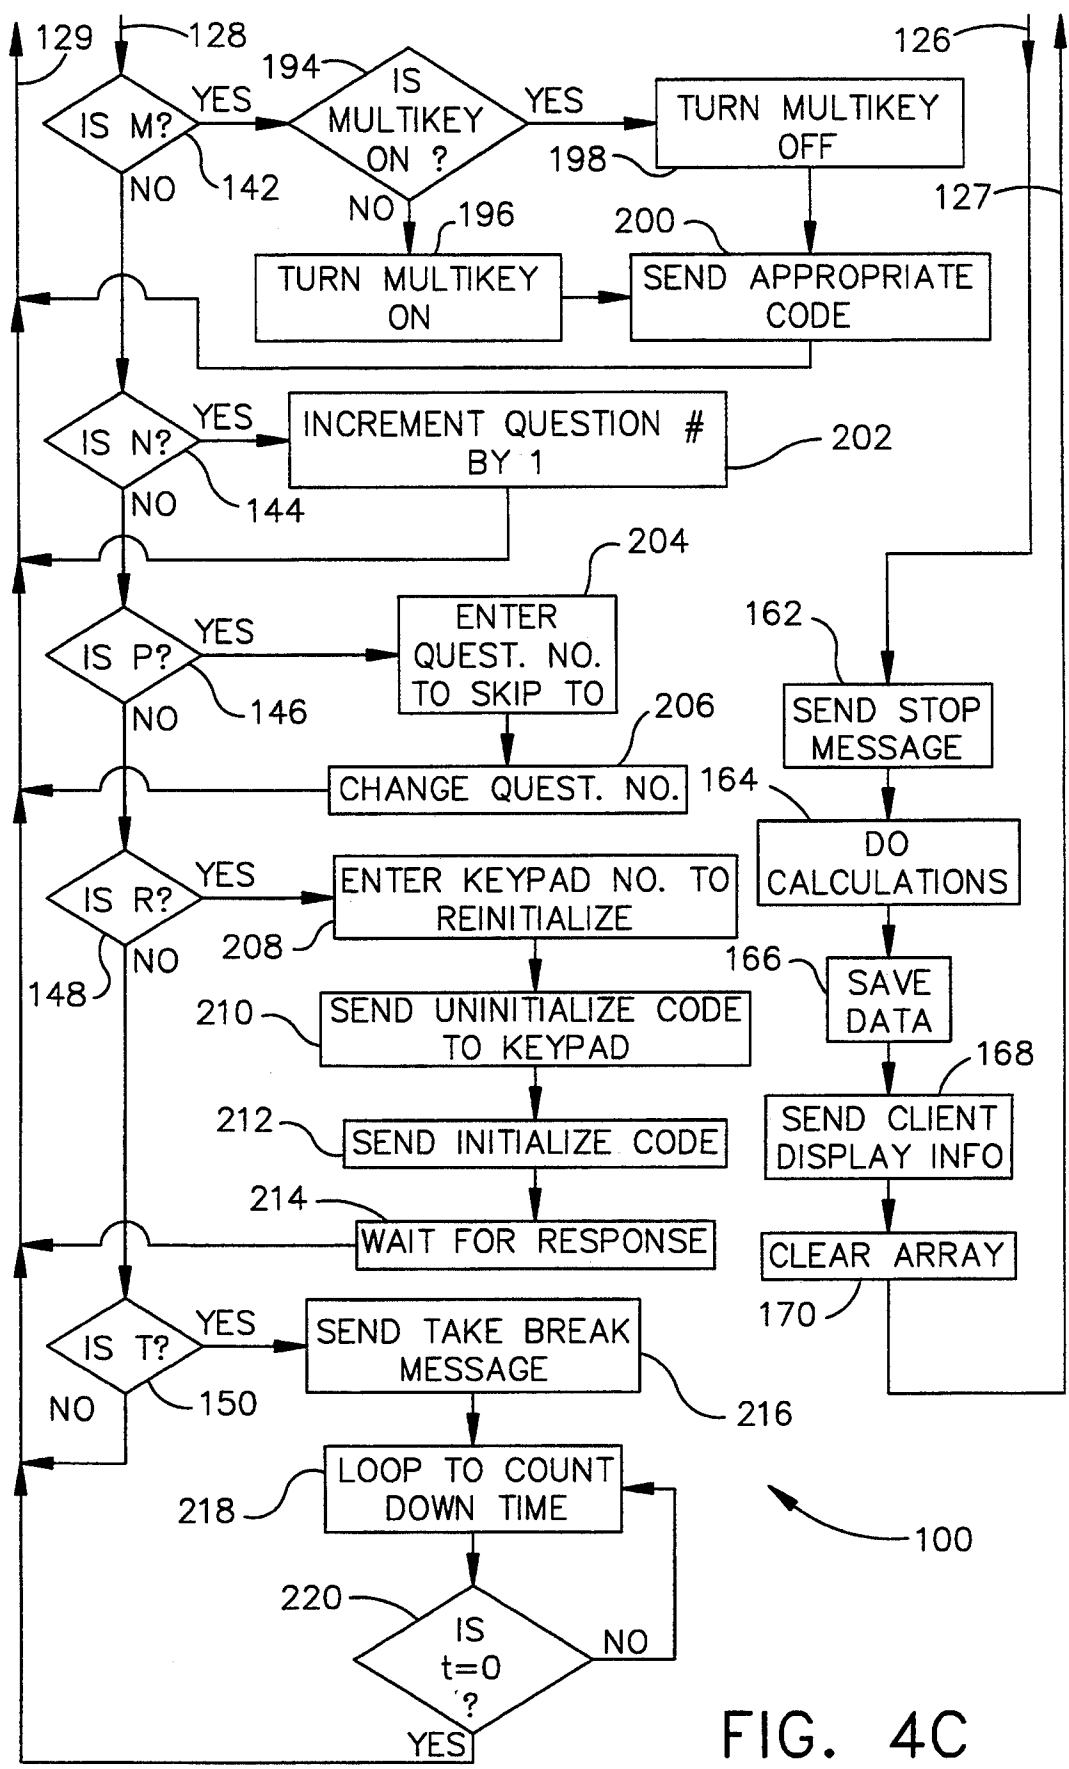 129
128
126
194
IS M?
YES
IS
MULTIKEY
ON ?
YES
TURN MULTIKEY
OFF
142
NO
198
127
NO
196
200
TURN MULTIKEY
ON
SEND APPROPRIATE
CODE
IS N?
YES
INCREMENT QUESTION #
BY 1
202
144
NO
204
162
IS P?
YES
ENTER
QUEST. NO.
TO SKIP TO
146
NO
206
SEND STOP
MESSAGE
CHANGE QUEST. NO.
164
DO
CALCULATIONS
IS R?
YES
ENTER KEYPAD NO. TO
REINITIALIZE
208
148
NO
166
SAVE
DATA
210
SEND UNINITIALIZE CODE
TO KEYPAD
168
212
SEND INITIALIZE CODE
SEND CLIENT
DISPLAY INFO
214
WAIT FOR RESPONSE
CLEAR ARRAY
170
IS T?
YES
SEND TAKE BREAK
MESSAGE
150
NO
216
218
LOOP TO COUNT
DOWN TIME
100
220
IS
t=0
?
NO
YES
FIG. 4C